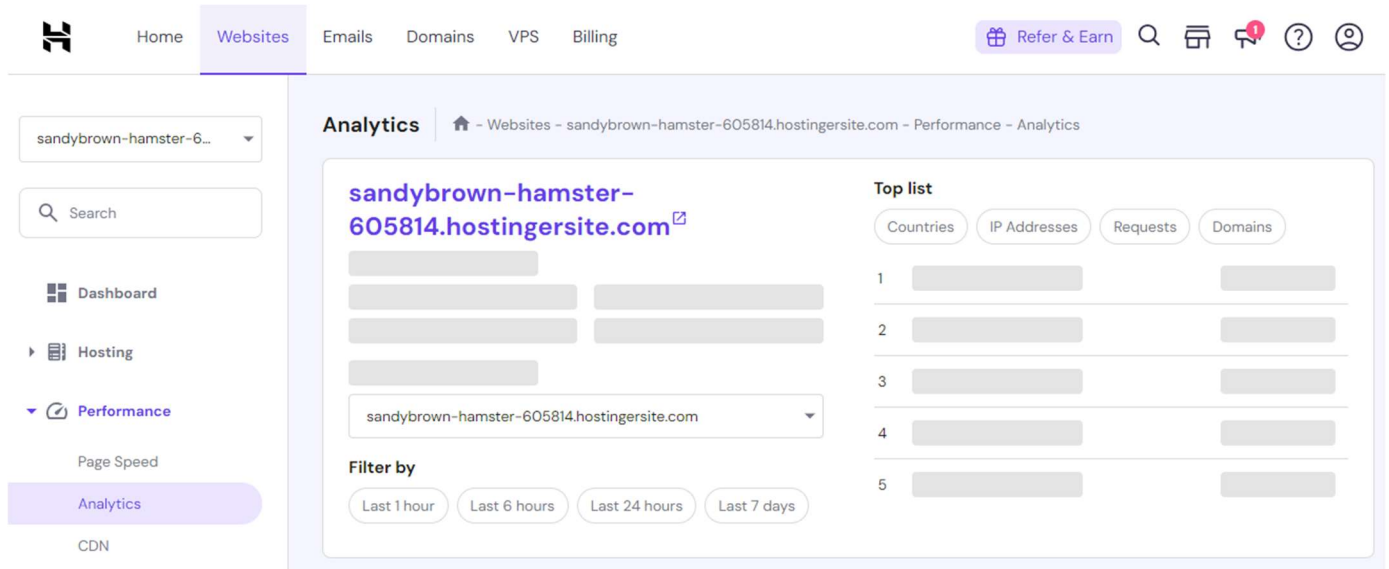 Home Websites Emails Domains VPS Billing Refer & Earn 1
sandybrown-hamster-6...
Search
Dashboard
Hosting
Performance
Page Speed
Analytics
CDN
Analytics - Websites - sandybrown-hamster-605814.hostingersite.com - Performance - Analytics
sandybrown-hamster-
605814.hostingersite.com
sandybrown-hamster-605814.hostingersite.com
Filter by
Last 1 hour Last 6 hours Last 24 hours Last 7 days
Top list
Countries IP Addresses Requests Domains
1
2
3
4
5